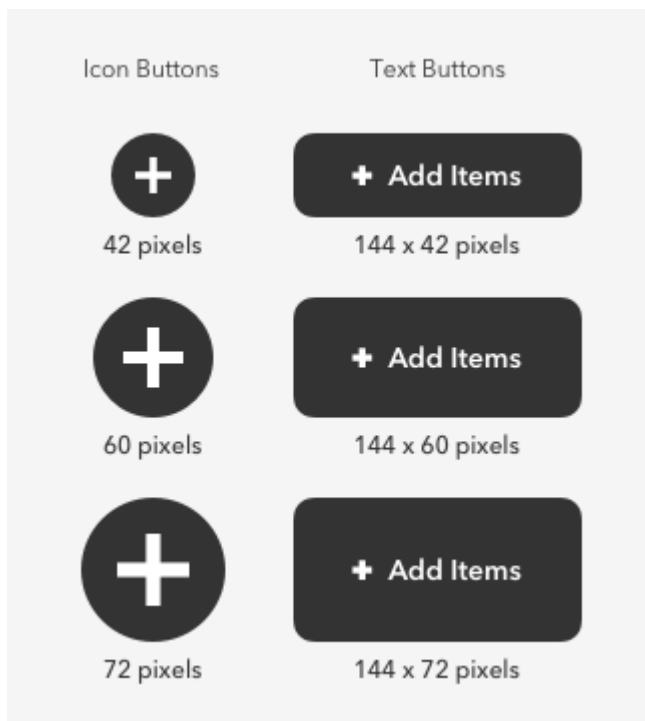 Icon Buttons Text Buttons
+ + Add Items
42 pixels 144 x 42 pixels
+ + Add Items
60 pixels 144 x 60 pixels
+ + Add Items
72 pixels 144 x 72 pixels